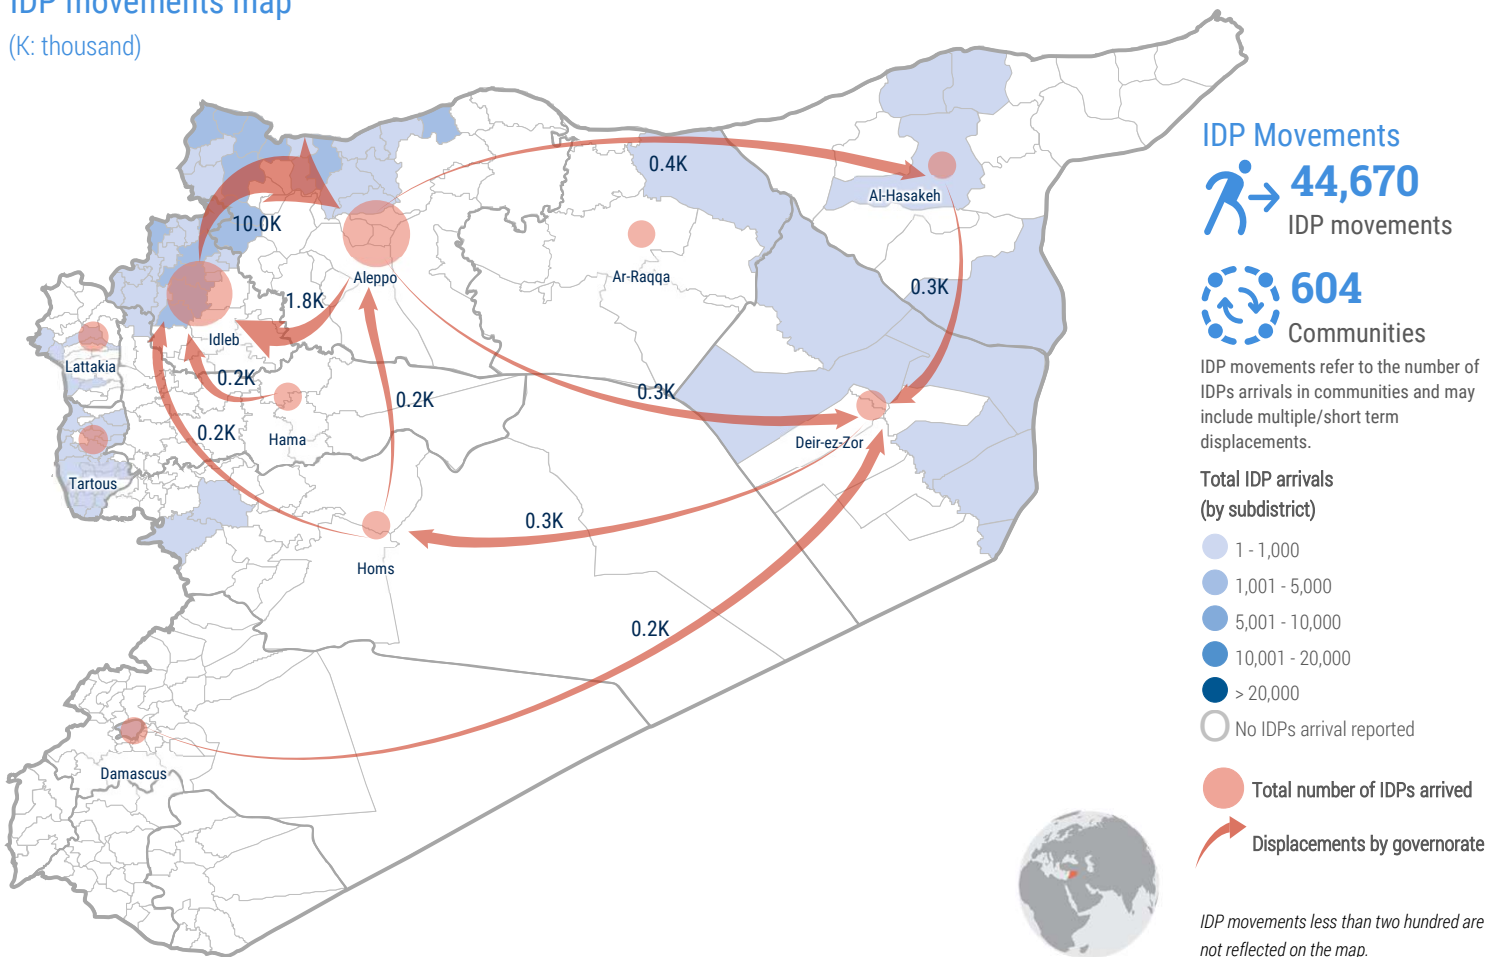 IDP movements map
(K: thousand)
0.4K
Al-Hasakeh
10.0K
Aleppo
Ar-Raqqa
0.3K
1.8K
Idleb
Lattakia
0.2K
0.3K
0.2K
0.2K
Hama
Deir-ez-Zor
Tartous
0.3K
Homs
0.2K
Damascus
IDP Movements
44,670
IDP movements
604
Communities
IDP movements refer to the number of
IDPs arrivals in communities and may
include multiple/short term
displacements.
Total IDP arrivals
(by subdistrict)
1 - 1,000
1,001 - 5,000
5,001 - 10,000
10,001 - 20,000
> 20,000
No IDPs arrival reported
Total number of IDPs arrived
Displacements by governorate
IDP movements less than two hundred are
not reflected on the map.